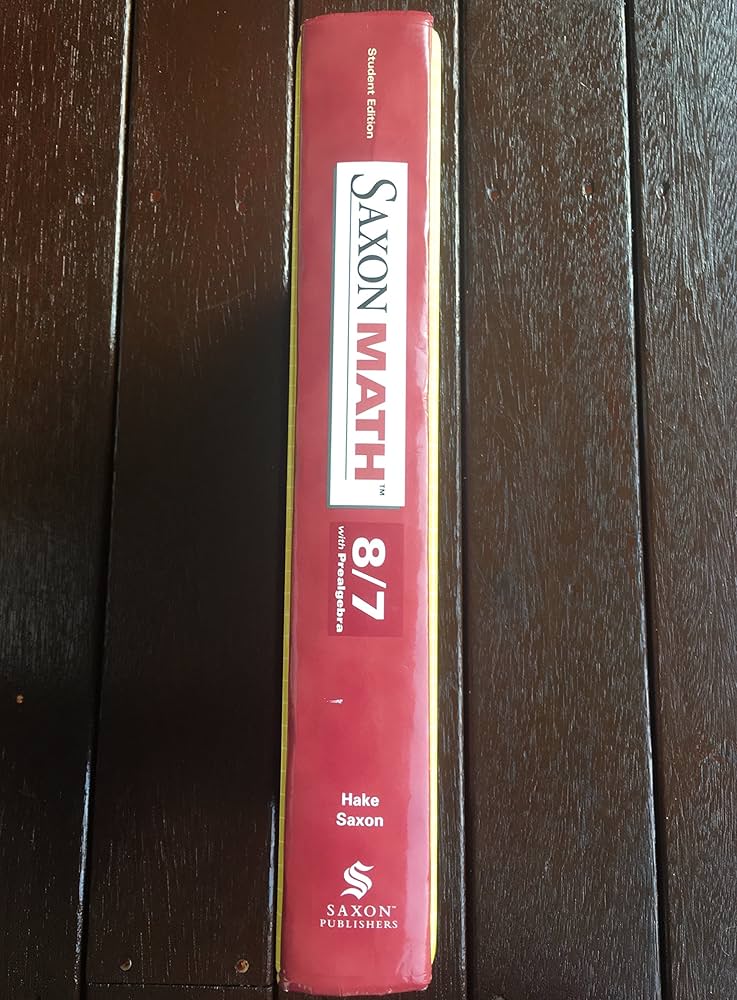 Student Edition
SAXON MATH™
8/7
with Prealgebra
Hake
Saxon
SAXON™
PUBLISHERS